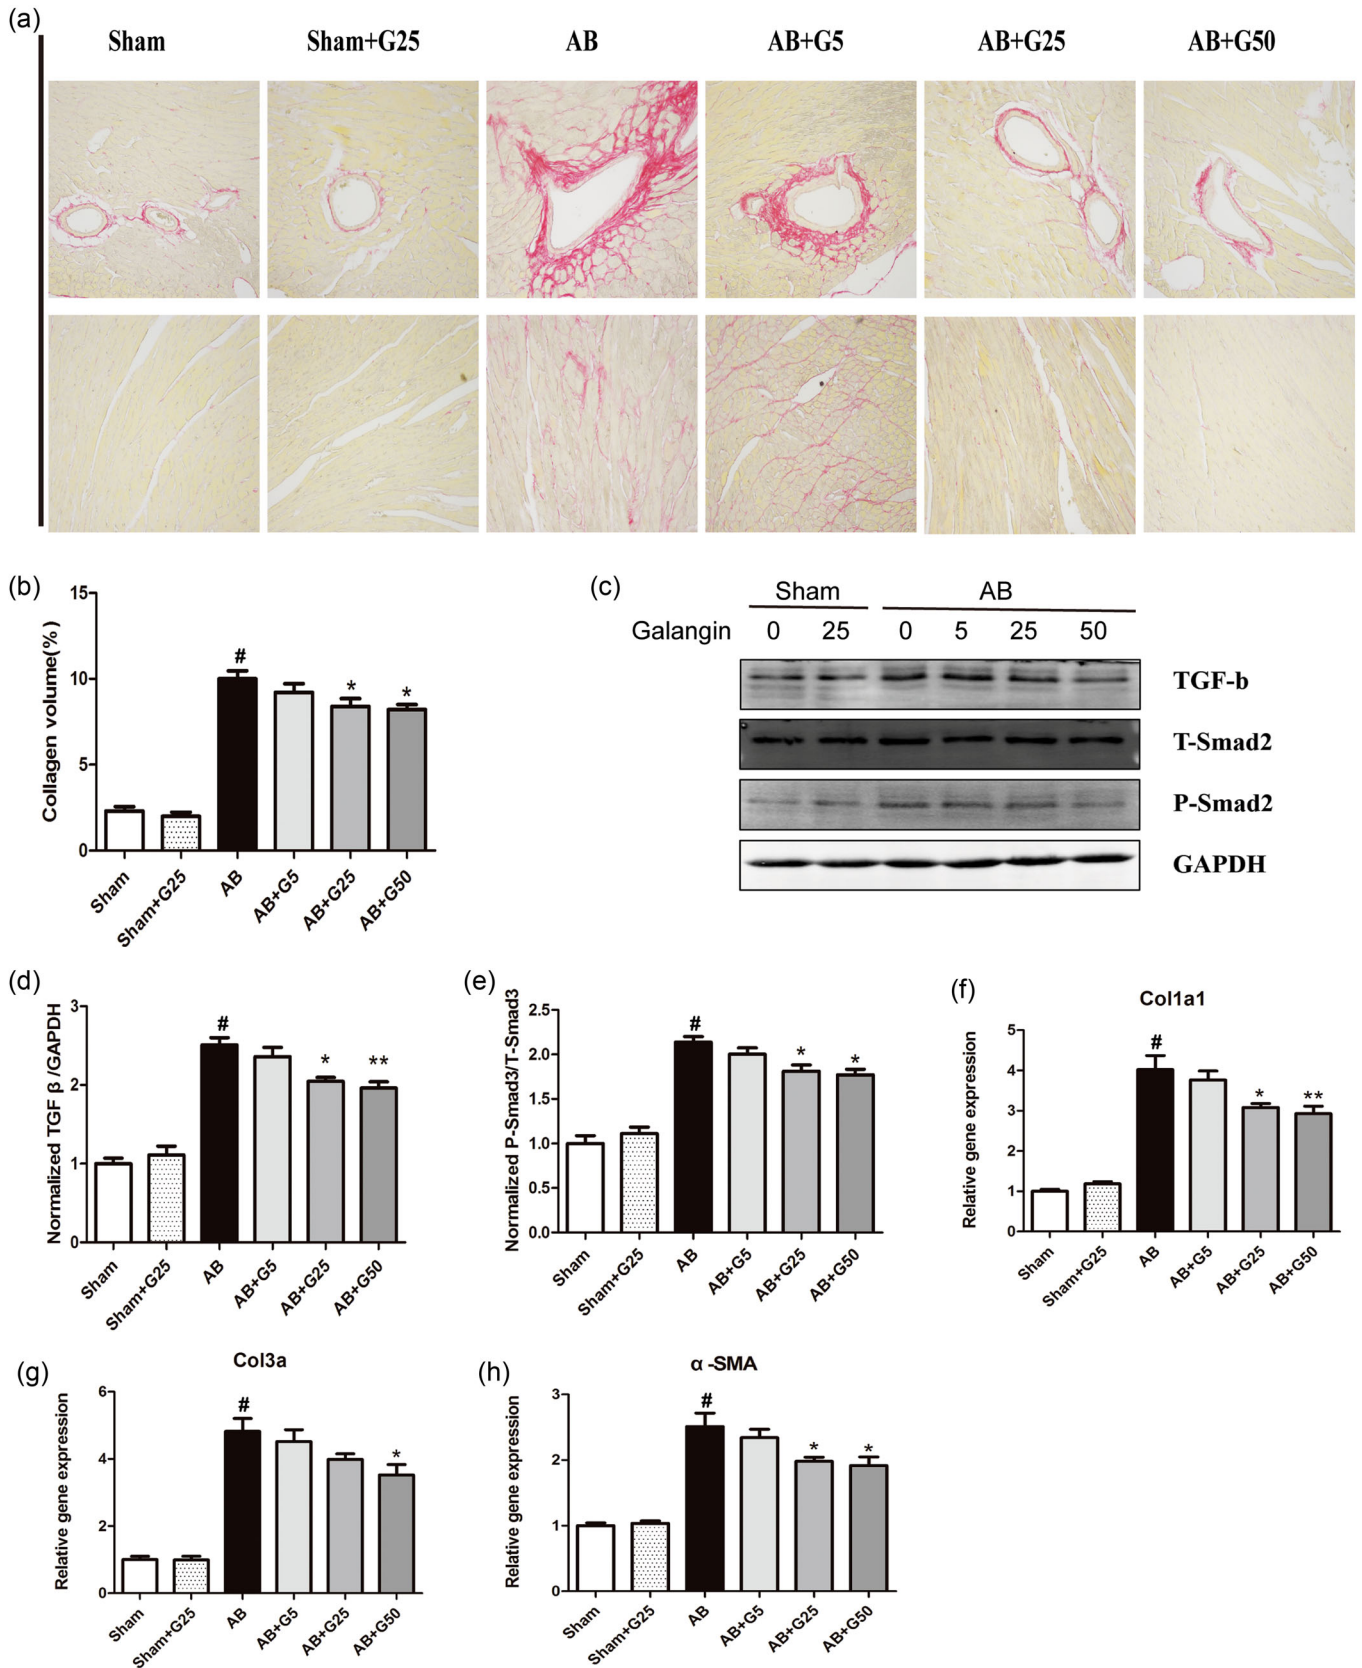 (a)
Sham Sham+G25 AB AB+G5 AB+G25 AB+G50
(b)
Collagen volume(%)
15
10
5
0
#
*
*
Sham
Sham+G25
AB
AB+G5
AB+G25
AB+G50
(c)
Sham AB
Galangin 0 25 0 5 25 50
TGF-b
T-Smad2
P-Smad2
GAPDH
(d)
Normalized TGF β /GAPDH
3
2
1
0
#
*
**
Sham
Sham+G25
AB
AB+G5
AB+G25
AB+G50
(e)
Normalized P-Smad3/T-Smad3
2.5
2.0
1.5
1.0
0.5
0.0
#
*
*
Sham
Sham+G25
AB
AB+G5
AB+G25
AB+G50
(f)
Col1a1
Relative gene expression
5
4
3
2
1
0
#
*
**
Sham
Sham+G25
AB
AB+G5
AB+G25
AB+G50
(g)
Col3a
Relative gene expression
6
4
2
0
#
*
Sham
Sham+G25
AB
AB+G5
AB+G25
AB+G50
(h)
α -SMA
Relative gene expression
3
2
1
0
#
*
*
Sham
Sham+G25
AB
AB+G5
AB+G25
AB+G50